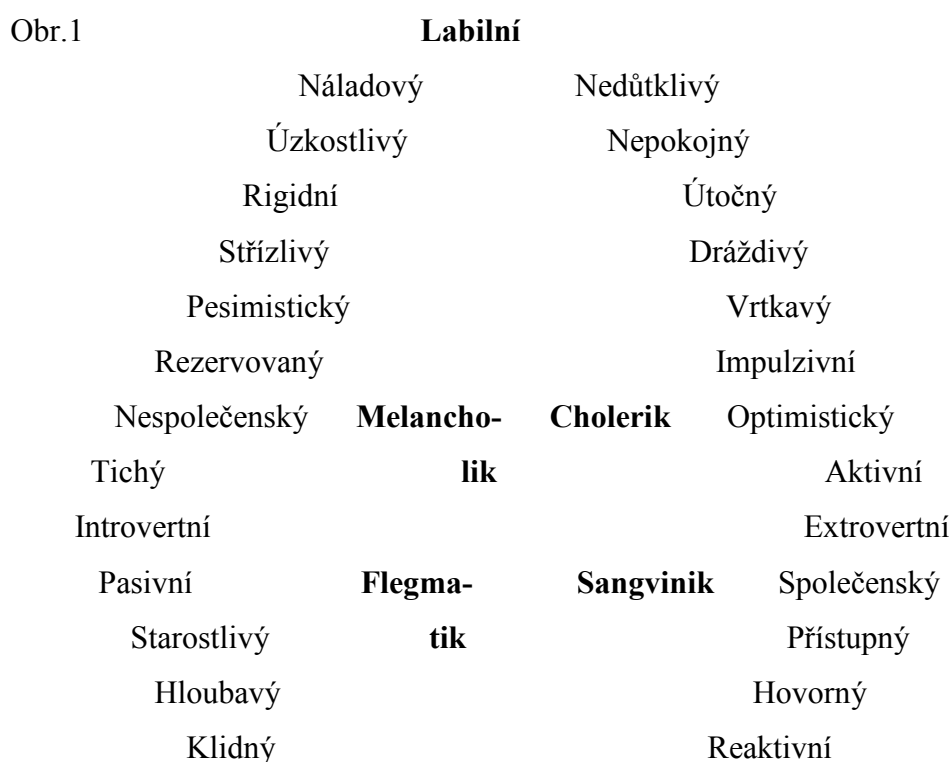 Obr.1 Labilní
Náladový Nedůtklivý
Úzkostlivý Nepokojný
Rigidní Útočný
Střízlivý Dráždivý
Pesimistický Vrtkavý
Rezervovaný Impulzivní
Nespolečenský Melancho- Cholerik Optimistický
Tichý lik Aktivní
Introvertní Extrovertní
Pasivní Flegma- Sangvinik Společenský
Starostlivý tik Přístupný
Hloubavý Hovorný
Klidný Reaktivní